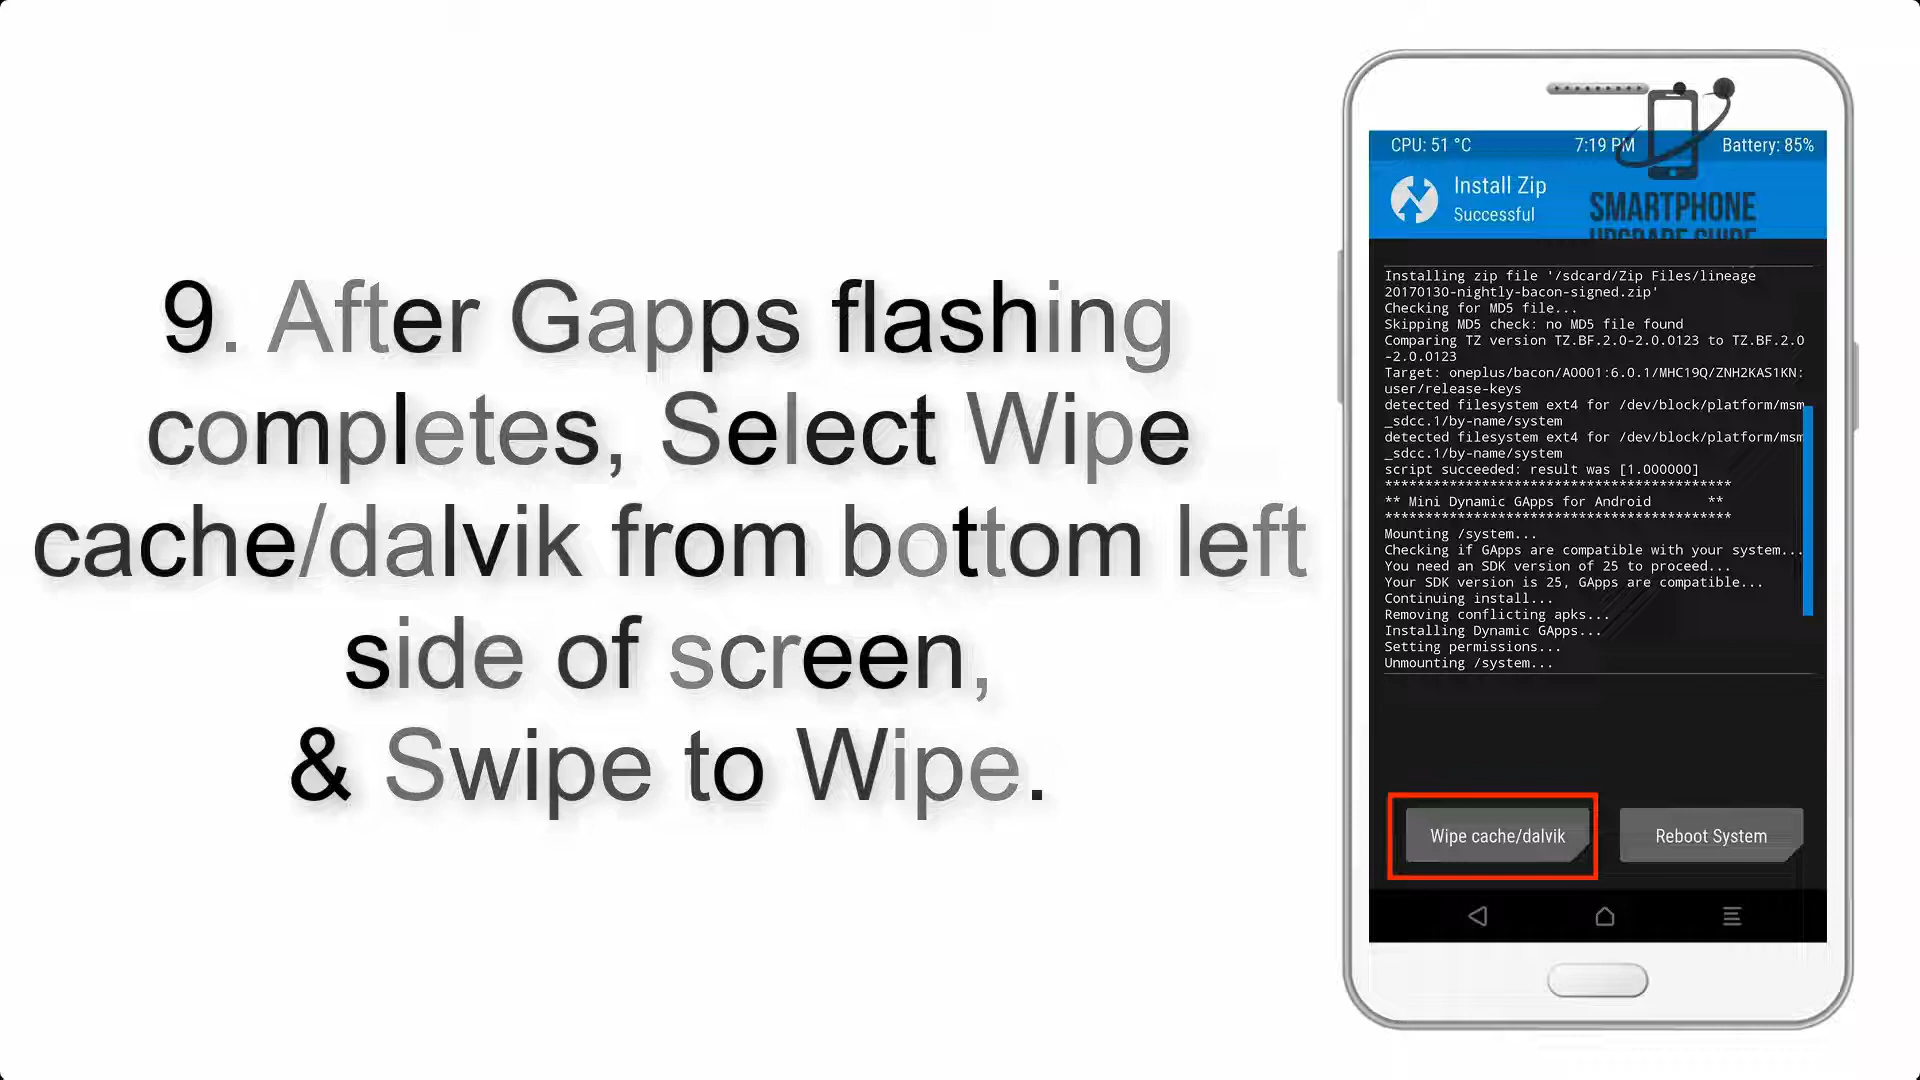 9. After Gapps flashing
completes, Select Wipe
cache/dalvik from bottom left
side of screen,
& Swipe to Wipe.
CPU: 51 °C 7:19 PM Battery: 85%
Install Zip
Successful
SMARTPHONE
UPGRADE GUIDE
Installing zip file '/sdcard/Zip Files/lineage
20170130-nightly-bacon-signed.zip'
Checking for MD5 file...
Skipping MD5 check: no MD5 file found
Comparing TZ version TZ.BF.2.0-2.0.0123 to TZ.BF.2.0
-2.0.0123
Target: oneplus/bacon/A0001:6.0.1/MHC19Q/ZNH2KAS1KN:
user/release-keys
detected filesystem ext4 for /dev/block/platform/msm
_sdcc.1/by-name/system
detected filesystem ext4 for /dev/block/platform/msm
_sdcc.1/by-name/system
script succeeded: result was [1.000000]
*******************************************
** Mini Dynamic GApps for Android **
*******************************************
Mounting /system...
Checking if GApps are compatible with your system...
You need an SDK version of 25 to proceed...
Your SDK version is 25, GApps are compatible...
Continuing install...
Removing conflicting apks...
Installing Dynamic GApps...
Setting permissions...
Unmounting /system...
Wipe cache/dalvik Reboot System